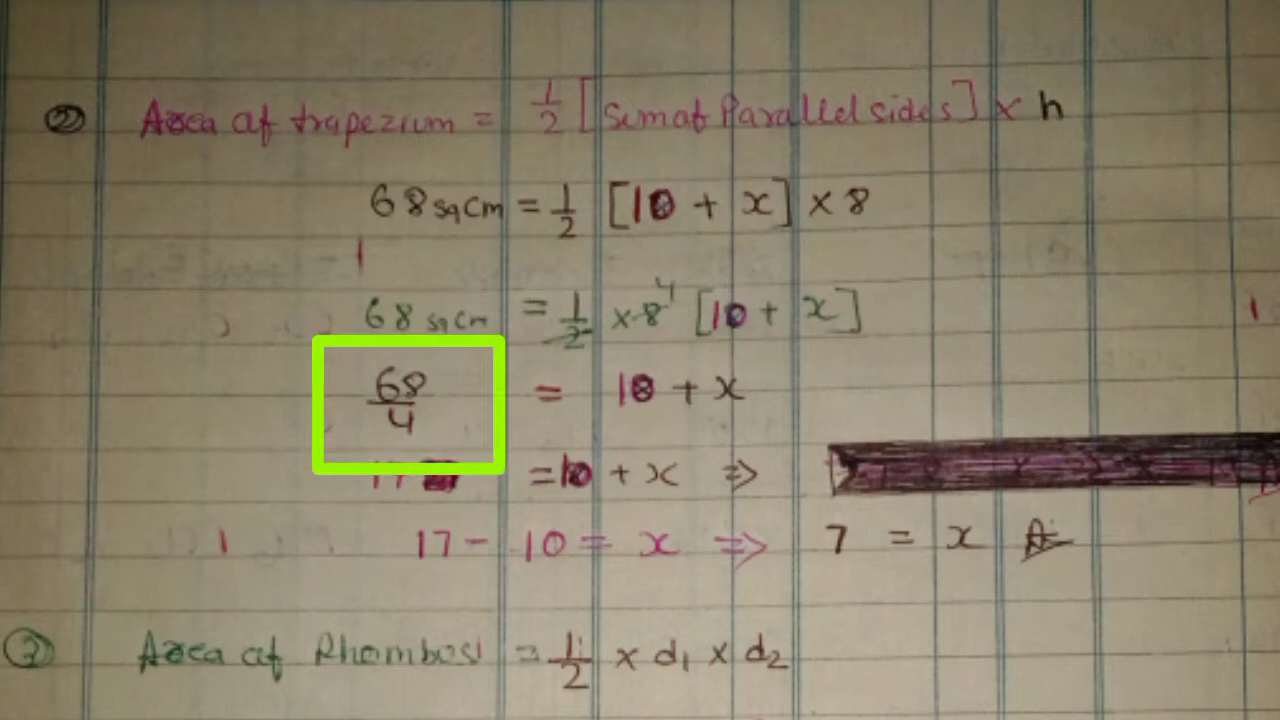 ② Area of trapezium = 1/2 [Sum of Parallel sides] × h
68 sq cm = 1/2 [10 + x] × 8
68 sq cm = 1/2 × 8 4 [10 + x]
68/4 = 10 + x
17 = 10 + x ⇒
17 - 10 = x ⇒ 7 = x
③ Area of Rhombus = 1/2 × d₁ × d₂